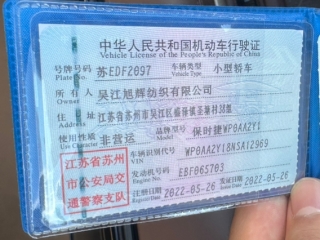 中华人民共和国机动车行驶证
Vehicle License of the People's Republic of China
号牌号码 苏EDF2097 车辆类型 小型轿车
Plate No. Vehicle Type
所有人 吴江旭辉纺织有限公司
Owner
住址 江苏省苏州市吴江区盛泽镇圣塘村38组
Address
使用性质 非营运 品牌型号 保时捷WP0AA2Y1
Use Character Model
江苏省苏州 车辆识别代号 WP0AA2Y18NSA12969
VIN
市公安局交 发动机号码 EBF06S703
Engine No.
通警察支队 注册日期 2022-05-26 发证日期 2022-05-26
Register Date Issue Date